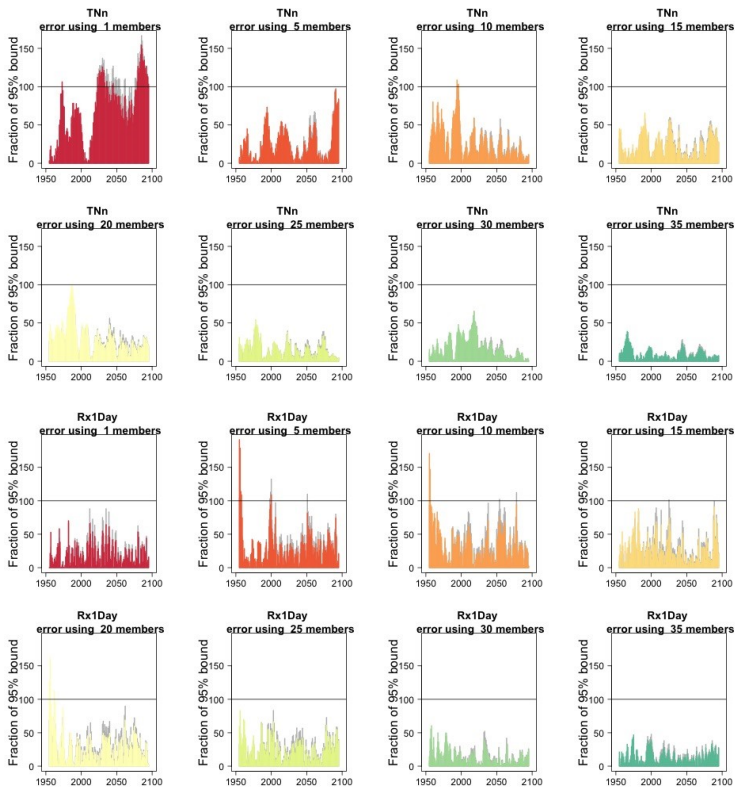 TNn TNn TNn TNn
error using 1 members error using 5 members error using 10 members error using 15 members
Fraction of 95% bound Fraction of 95% bound Fraction of 95% bound Fraction of 95% bound
150 150 150 150
100 100 100 100
50 50 50 50
0 0 0 0
1950 2000 2050 2100 1950 2000 2050 2100 1950 2000 2050 2100 1950 2000 2050 2100
TNn TNn TNn TNn
error using 20 members error using 25 members error using 30 members error using 35 members
Fraction of 95% bound Fraction of 95% bound Fraction of 95% bound Fraction of 95% bound
150 150 150 150
100 100 100 100
50 50 50 50
0 0 0 0
1950 2000 2050 2100 1950 2000 2050 2100 1950 2000 2050 2100 1950 2000 2050 2100
Rx1Day Rx1Day Rx1Day Rx1Day
error using 1 members error using 5 members error using 10 members error using 15 members
Fraction of 95% bound Fraction of 95% bound Fraction of 95% bound Fraction of 95% bound
150 150 150 150
100 100 100 100
50 50 50 50
0 0 0 0
1950 2000 2050 2100 1950 2000 2050 2100 1950 2000 2050 2100 1950 2000 2050 2100
Rx1Day Rx1Day Rx1Day Rx1Day
error using 20 members error using 25 members error using 30 members error using 35 members
Fraction of 95% bound Fraction of 95% bound Fraction of 95% bound Fraction of 95% bound
150 150 150 150
100 100 100 100
50 50 50 50
0 0 0 0
1950 2000 2050 2100 1950 2000 2050 2100 1950 2000 2050 2100 1950 2000 2050 2100